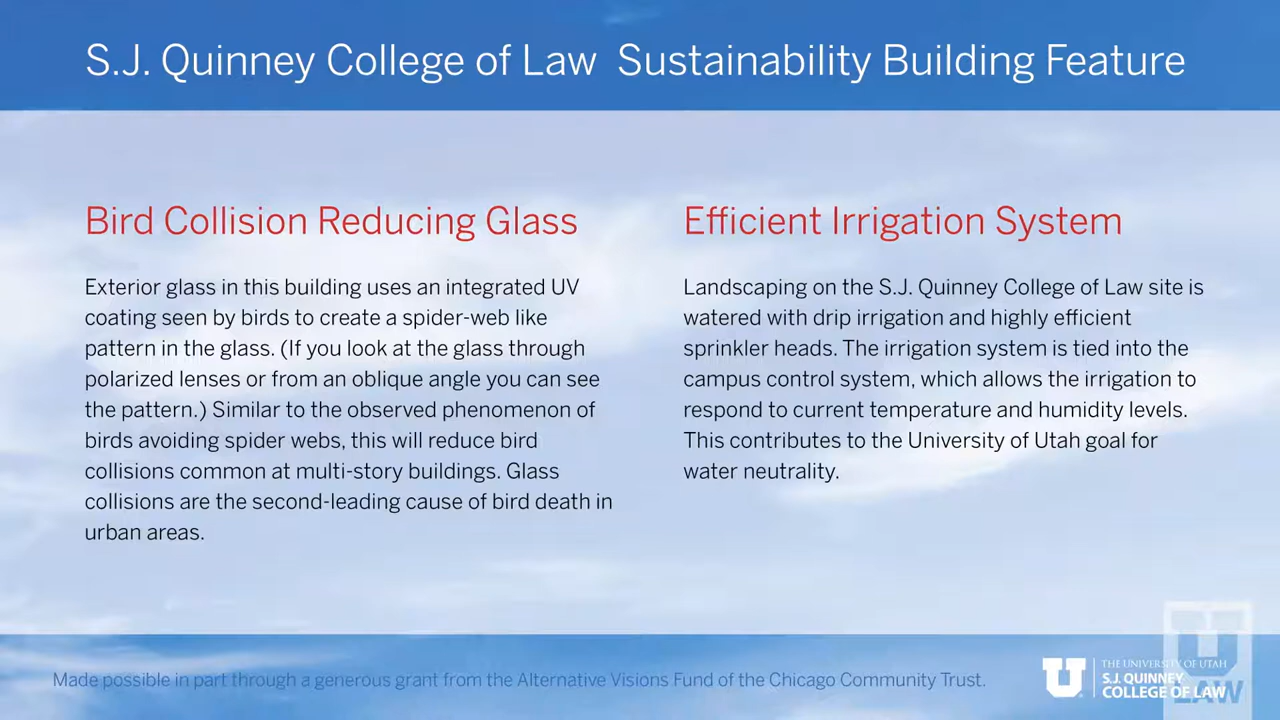 S.J. Quinney College of Law  Sustainability Building Feature
Bird Collision Reducing Glass
Exterior glass in this building uses an integrated UV
coating seen by birds to create a spider-web like
pattern in the glass. (If you look at the glass through
polarized lenses or from an oblique angle you can see
the pattern.) Similar to the observed phenomenon of
birds avoiding spider webs, this will reduce bird
collisions common at multi-story buildings. Glass
collisions are the second-leading cause of bird death in
urban areas.
Efficient Irrigation System
Landscaping on the S.J. Quinney College of Law site is
watered with drip irrigation and highly efficient
sprinkler heads. The irrigation system is tied into the
campus control system, which allows the irrigation to
respond to current temperature and humidity levels.
This contributes to the University of Utah goal for
water neutrality.
Made possible in part through a generous grant from the Alternative Visions Fund of the Chicago Community Trust.
U
THE UNIVERSITY OF UTAH
S.J. QUINNEY
COLLEGE OF LAW
U
LAW